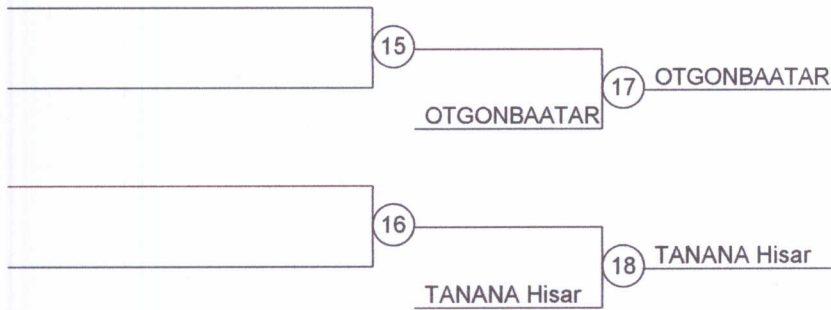 15
17 OTGONBAATAR
OTGONBAATAR
16
18 TANANA Hisar
TANANA Hisar